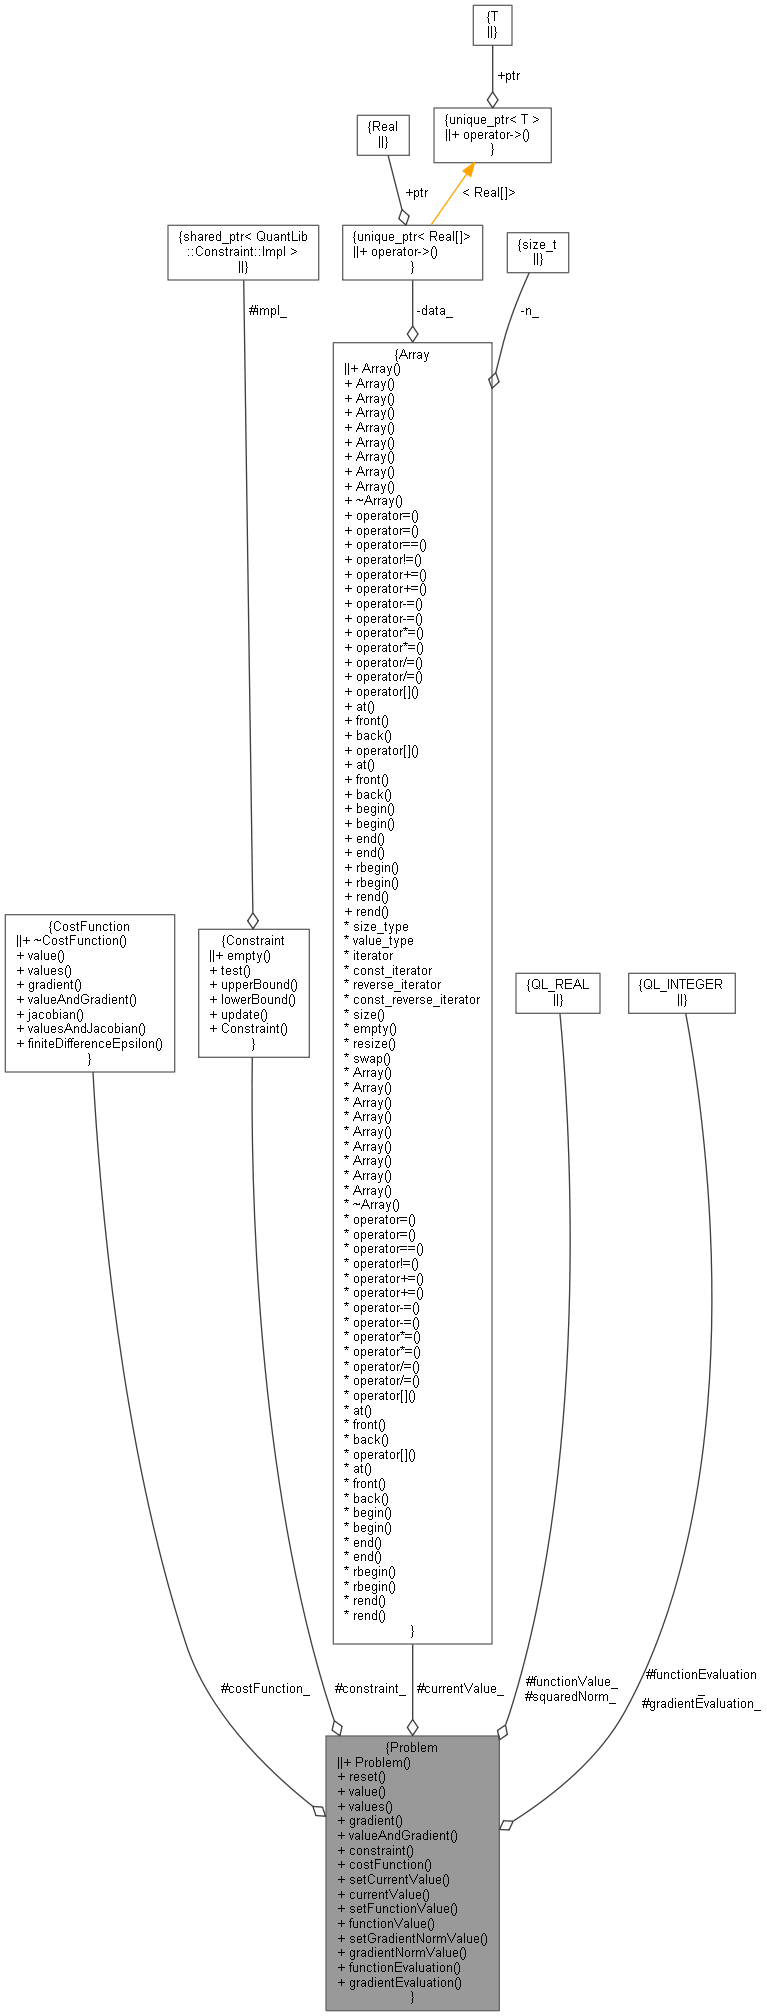 {T
||}
+ptr
{unique_ptr< T >
||+ operator->()
}
{Real
||}
+ptr
< Real[]>
{shared_ptr< QuantLib
::Constraint::Impl >
||}
{unique_ptr< Real[]>
||+ operator->()
}
{size_t
||}
#impl_
-data_
-n_
{Array
||+ Array()
+ Array()
+ Array()
+ Array()
+ Array()
+ Array()
+ Array()
+ Array()
+ Array()
+ ~Array()
+ operator=()
+ operator=()
+ operator==()
+ operator!=()
+ operator+=()
+ operator+=()
+ operator-=()
+ operator-=()
+ operator*=()
+ operator*=()
+ operator/=()
+ operator/=()
+ operator[]()
+ at()
+ front()
+ back()
+ operator[]()
+ at()
+ front()
+ back()
+ begin()
+ begin()
+ end()
+ end()
+ rbegin()
+ rbegin()
+ rend()
+ rend()
* size_type
* value_type
* iterator
* const_iterator
* reverse_iterator
* const_reverse_iterator
* size()
* empty()
* resize()
* swap()
* Array()
* Array()
* Array()
* Array()
* Array()
* Array()
* Array()
* Array()
* Array()
* ~Array()
* operator=()
* operator=()
* operator==()
* operator!=()
* operator+=()
* operator+=()
* operator-=()
* operator-=()
* operator*=()
* operator*=()
* operator/=()
* operator/=()
* operator[]()
* at()
* front()
* back()
* operator[]()
* at()
* front()
* back()
* begin()
* begin()
* end()
* end()
* rbegin()
* rbegin()
* rend()
* rend()
}
{CostFunction
||+ ~CostFunction()
+ value()
+ values()
+ gradient()
+ valueAndGradient()
+ jacobian()
+ valuesAndJacobian()
+ finiteDifferenceEpsilon()
}
{Constraint
||+ empty()
+ test()
+ upperBound()
+ lowerBound()
+ update()
+ Constraint()
}
{QL_REAL
||}
{QL_INTEGER
||}
#costFunction_
#constraint_
#currentValue_
#functionValue_
#squaredNorm_
#functionEvaluation
_
#gradientEvaluation_
{Problem
||+ Problem()
+ reset()
+ value()
+ values()
+ gradient()
+ valueAndGradient()
+ constraint()
+ costFunction()
+ setCurrentValue()
+ currentValue()
+ setFunctionValue()
+ functionValue()
+ setGradientNormValue()
+ gradientNormValue()
+ functionEvaluation()
+ gradientEvaluation()
}